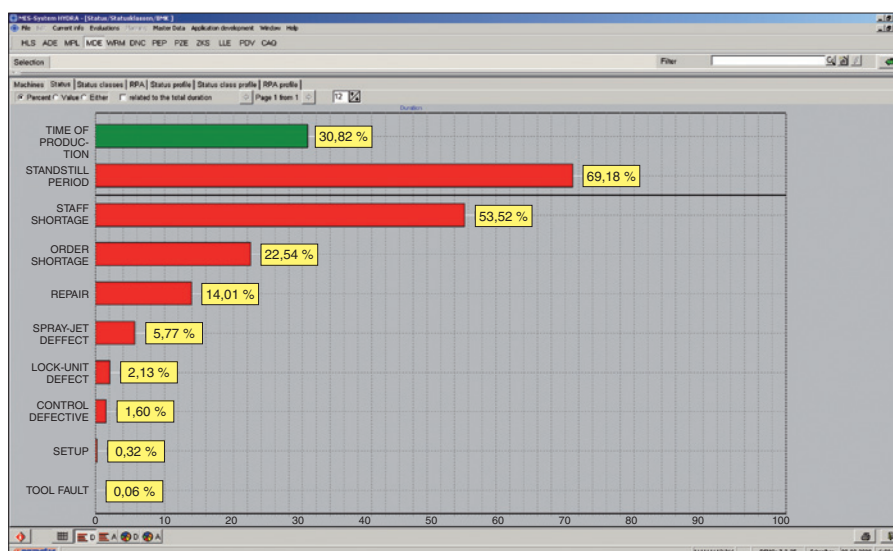 MES-System HYDRA - [Status/Statusklassen/BMK ]
File Current info Evaluations Master Data Application development Window Help
HLS ADE MPL MDE WRM DNC PEP PZE ZKS LLE PDV CAQ
Selection Filter
Machines Status Status classes RPA Status profile Status class profile RPA profile
Percent Value Either related to the total duration Page 1 from 1 12
Duration
TIME OF
PRODUC-
TION
30,82 %
STANDSTILL
PERIOD
69,18 %
STAFF
SHORTAGE
53,52 %
ORDER
SHORTAGE
22,54 %
REPAIR
14,01 %
SPRAY-JET
DEFFECT
5,77 %
LOCK-UNIT
DEFECT
2,13 %
CONTROL
DEFECTIVE
1,60 %
SETUP
0,32 %
TOOL FAULT
0,06 %
0 10 20 30 40 50 60 70 80 90 100
D A D A